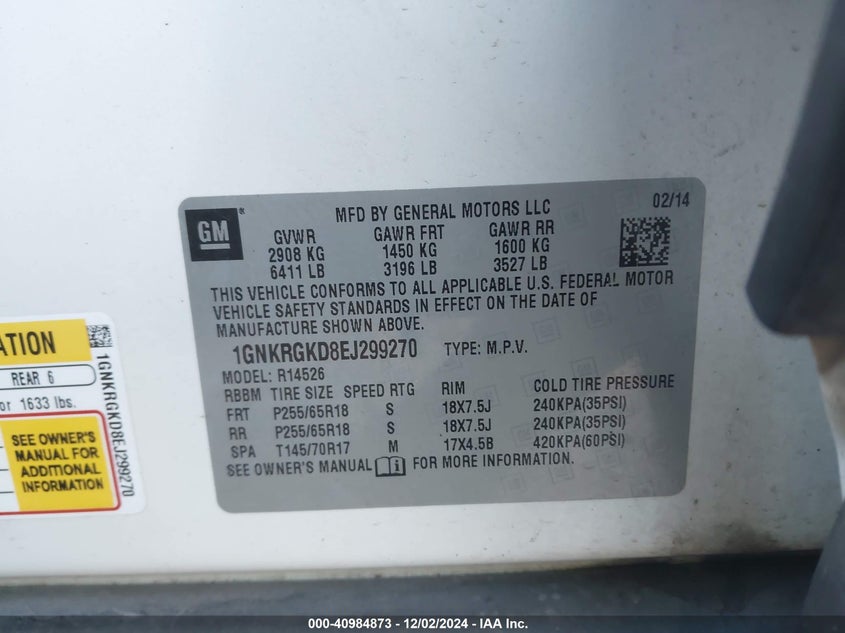 GM ®
MFD BY GENERAL MOTORS LLC
02/14
GVWR GAWR FRT GAWR RR
2908 KG 1450 KG 1600 KG
6411 LB 3196 LB 3527 LB
THIS VEHICLE CONFORMS TO ALL APPLICABLE U.S. FEDERAL MOTOR
VEHICLE SAFETY STANDARDS IN EFFECT ON THE DATE OF
MANUFACTURE SHOWN ABOVE.
1GNKRGKD8EJ299270 TYPE: M.P.V.
MODEL: R14526
RBBM TIRE SIZE SPEED RTG RIM COLD TIRE PRESSURE
FRT P255/65R18 S 18X7.5J 240KPA(35PSI)
RR P255/65R18 S 18X7.5J 240KPA(35PSI)
SPA T145/70R17 M 17X4.5B 420KPA(60PSI)
SEE OWNER'S MANUAL FOR MORE INFORMATION.
ATION
REAR 6
or 1633 lbs.
SEE OWNER'S
MANUAL FOR
ADDITIONAL
INFORMATION
1GNKRGKD8EJ299270
000-40984873 - 12/02/2024 - IAA Inc.